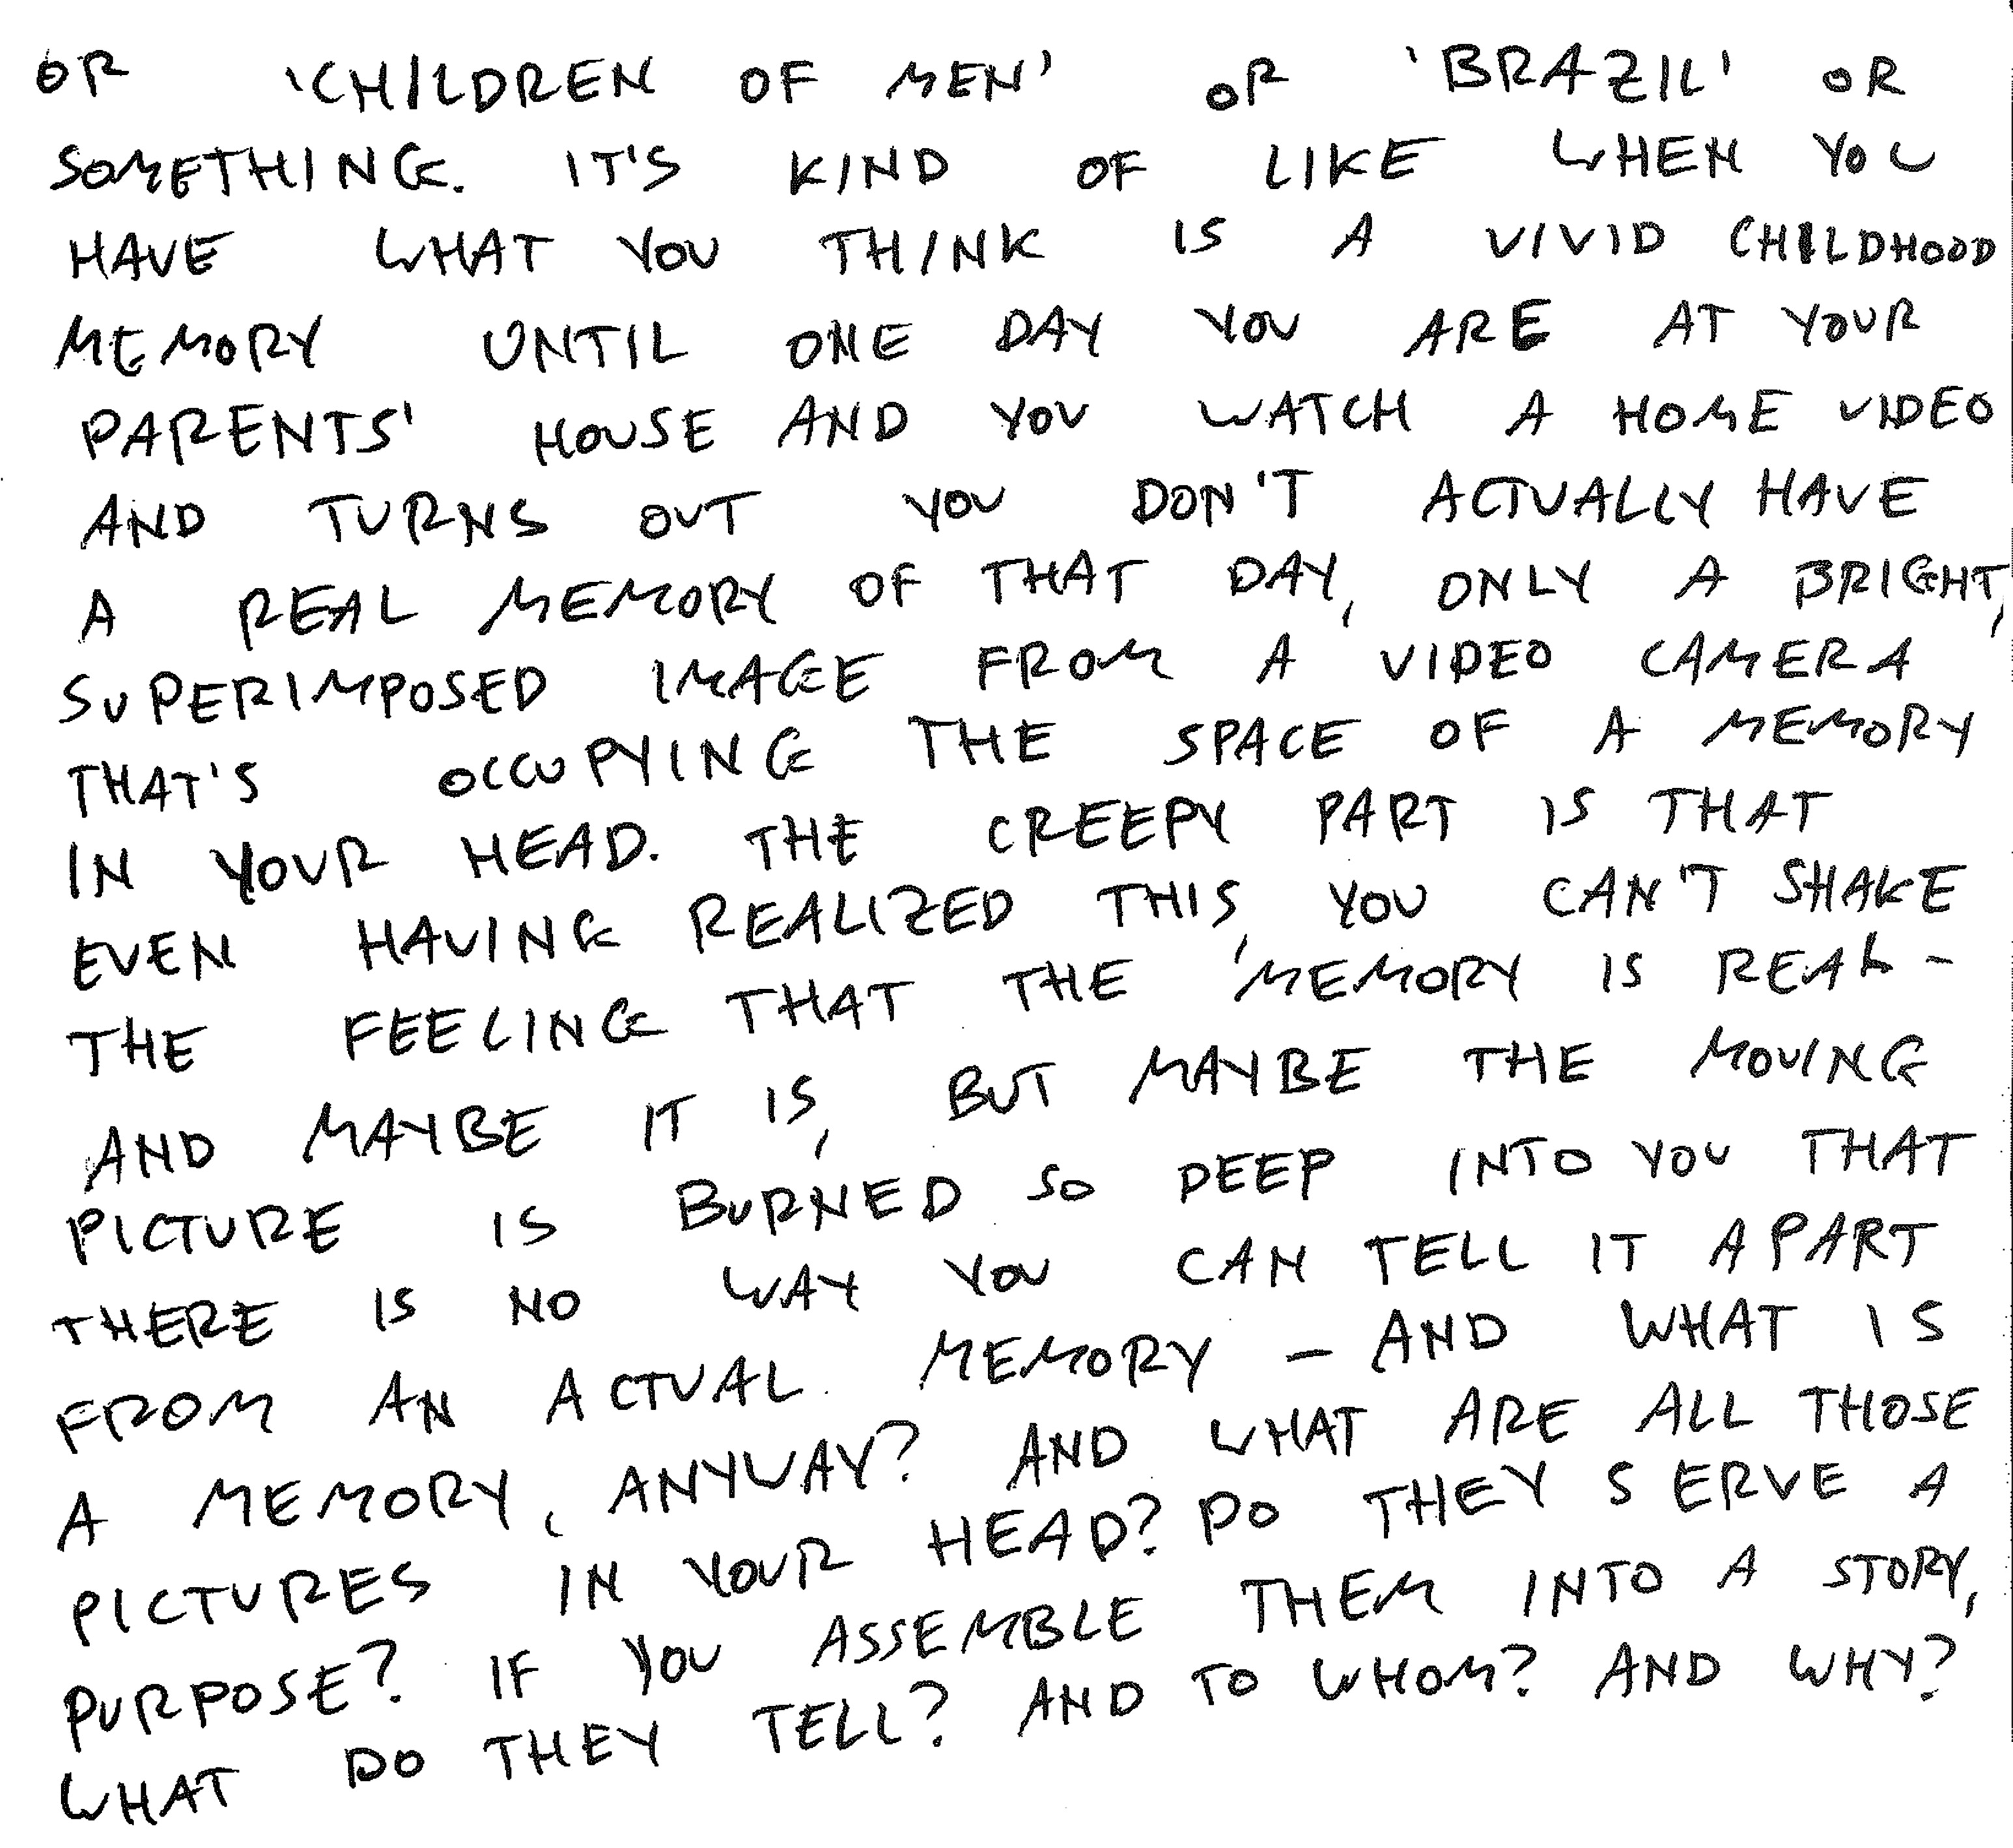 OR 'CHILDREN OF MEN' OR 'BRAZIL' OR
SOMETHING. IT'S KIND OF LIKE WHEN YOU
HAVE WHAT YOU THINK IS A VIVID CHILDHOOD
MEMORY UNTIL ONE DAY YOU ARE AT YOUR
PARENTS' HOUSE AND YOU WATCH A HOME VIDEO
AND TURNS OUT YOU DON'T ACTUALLY HAVE
A REAL MEMORY OF THAT DAY, ONLY A BRIGHT,
SUPERIMPOSED IMAGE FROM A VIDEO CAMERA
THAT'S OCCUPYING THE SPACE OF A MEMORY
IN YOUR HEAD. THE CREEPY PART IS THAT
EVEN HAVING REALIZED THIS, YOU CAN'T SHAKE
THE FEELING THAT THE 'MEMORY IS REAL -
AND MAYBE IT IS, BUT MAYBE THE MOVING
PICTURE IS BURNED SO DEEP INTO YOU THAT
THERE IS NO WAY YOU CAN TELL IT APART
FROM AN ACTUAL MEMORY - AND WHAT IS
A MEMORY, ANYWAY? AND WHAT ARE ALL THOSE
PICTURES IN YOUR HEAD? DO THEY SERVE A
PURPOSE? IF YOU ASSEMBLE THEM INTO A STORY,
WHAT DO THEY TELL? AND TO WHOM? AND WHY?